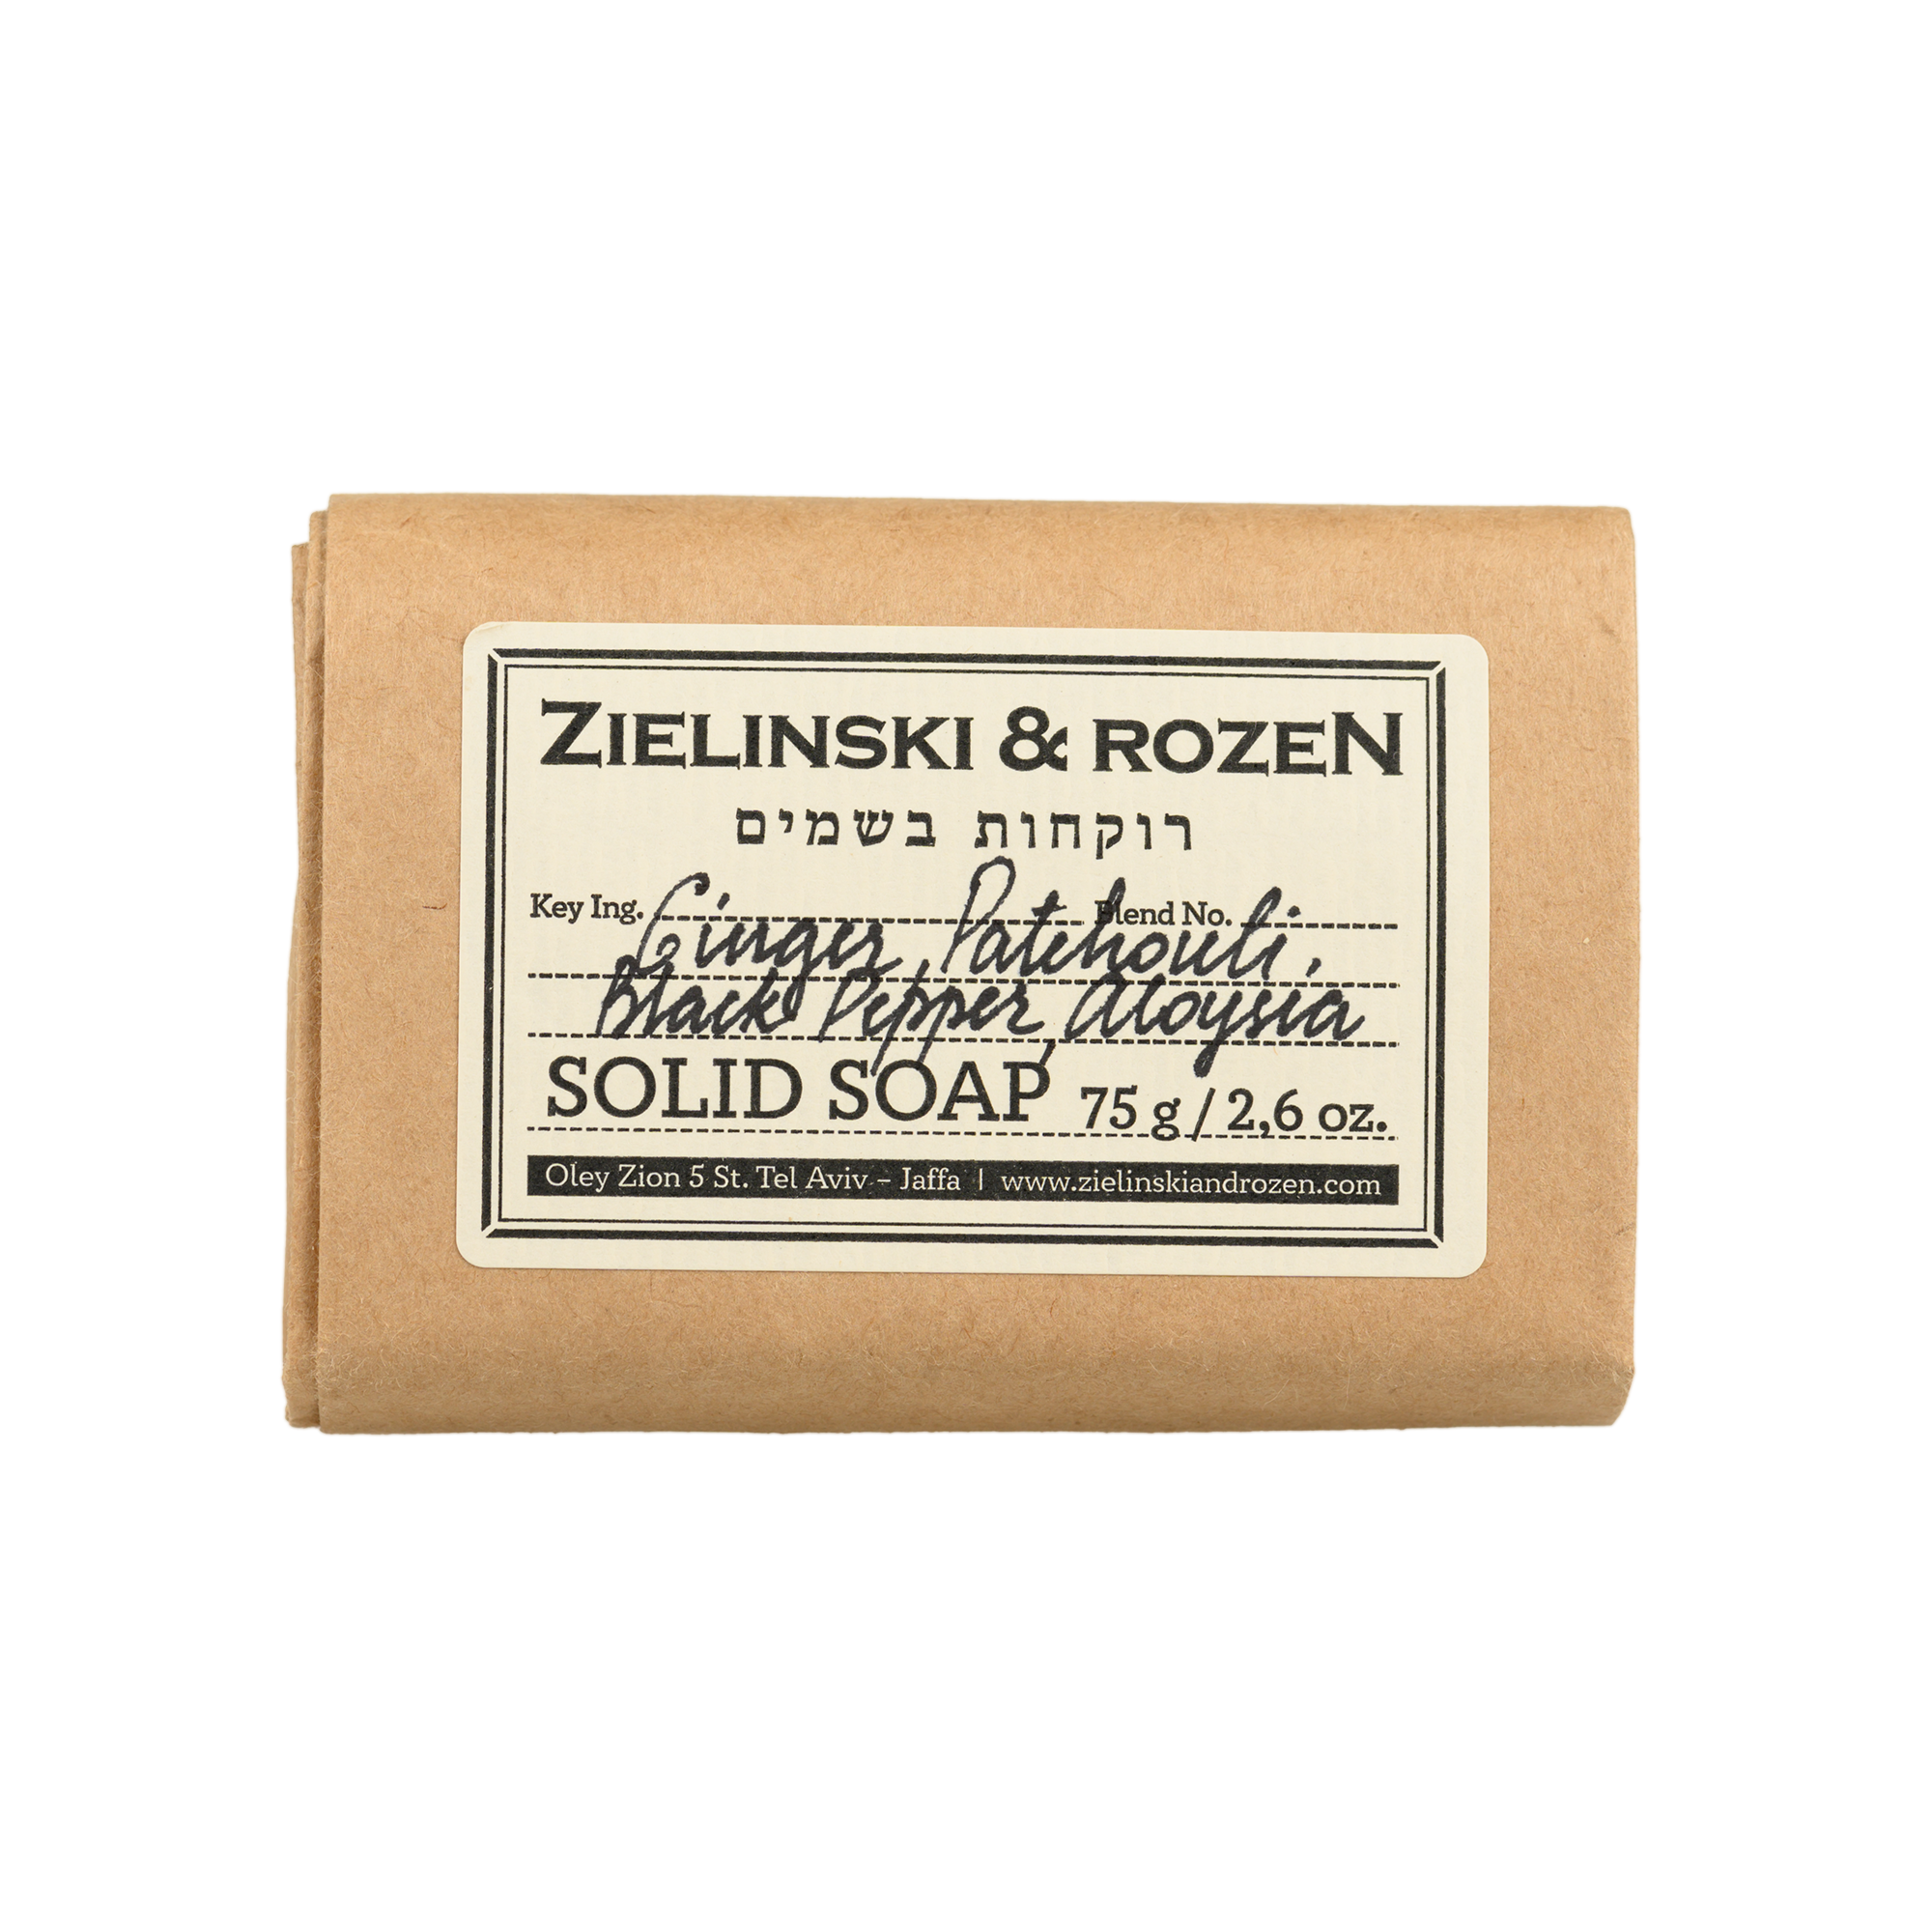 ZIELINSKI & ROZEN
רוקחות בשמים
Key Ing. Blend No.
Ginger, Patchouli,
Black Pepper, Aloysia
SOLID SOAP 75 g / 2,6 oz.
Oley Zion 5 St. Tel Aviv - Jaffa | www.zielinskiandrozen.com